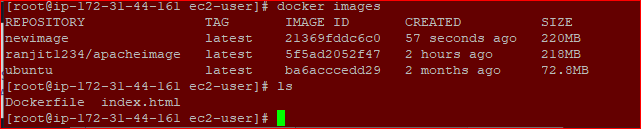 [root@ip-172-31-44-161 ec2-user]# docker images
REPOSITORY TAG IMAGE ID CREATED SIZE
newimage latest 21369fddc6c0 57 seconds ago 220MB
ranjit1234/apacheimage latest 5f5ad2052f47 2 hours ago 218MB
ubuntu latest ba6acccedd29 2 months ago 72.8MB
[root@ip-172-31-44-161 ec2-user]# ls
Dockerfile index.html
[root@ip-172-31-44-161 ec2-user]#